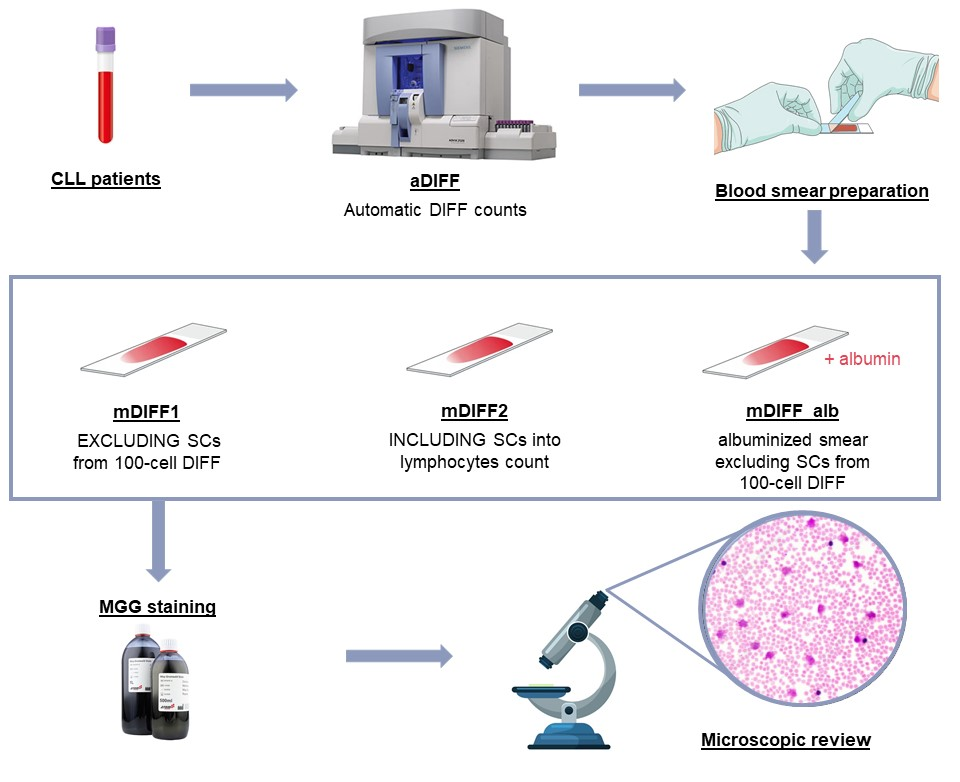 CLL patients
aDIFF
Automatic DIFF counts
Blood smear preparation
mDIFF1
EXCLUDING SCs
from 100-cell DIFF
mDIFF2
INCLUDING SCs into
lymphocytes count
+ albumin
mDIFF_alb
albuminized smear
excluding SCs from
100-cell DIFF
MGG staining
500ml
Microscopic review